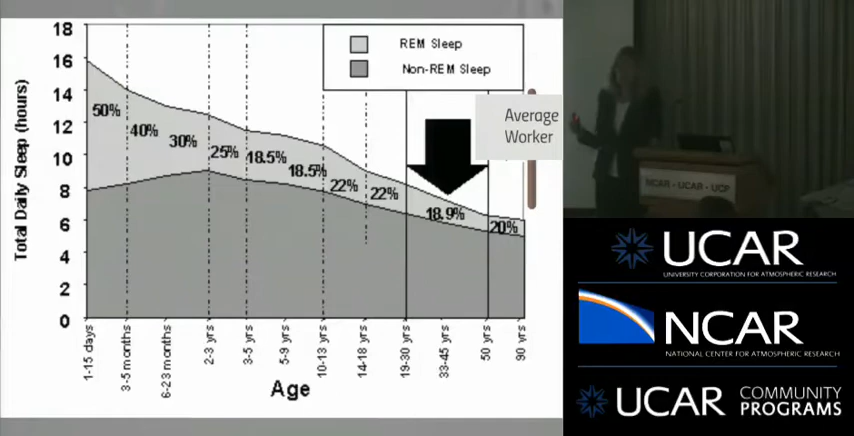 18
16
14
12
10
8
6
4
2
0
Total Daily Sleep (hours)
REM Sleep
Non-REM Sleep
Average
Worker
50%
40%
30%
25%
18.5%
18.5%
22%
22%
18.9%
20%
1-15 days
3-5 months
6-23 months
2-3 yrs
3-5 yrs
5-9 yrs
10-13 yrs
14-18 yrs
19-30 yrs
33-45 yrs
50 yrs
90 yrs
Age
NCAR - UCAR - UCP
UCAR
UNIVERSITY CORPORATION FOR ATMOSPHERIC RESEARCH
NCAR
NATIONAL CENTER FOR ATMOSPHERIC RESEARCH
UCAR COMMUNITY
PROGRAMS